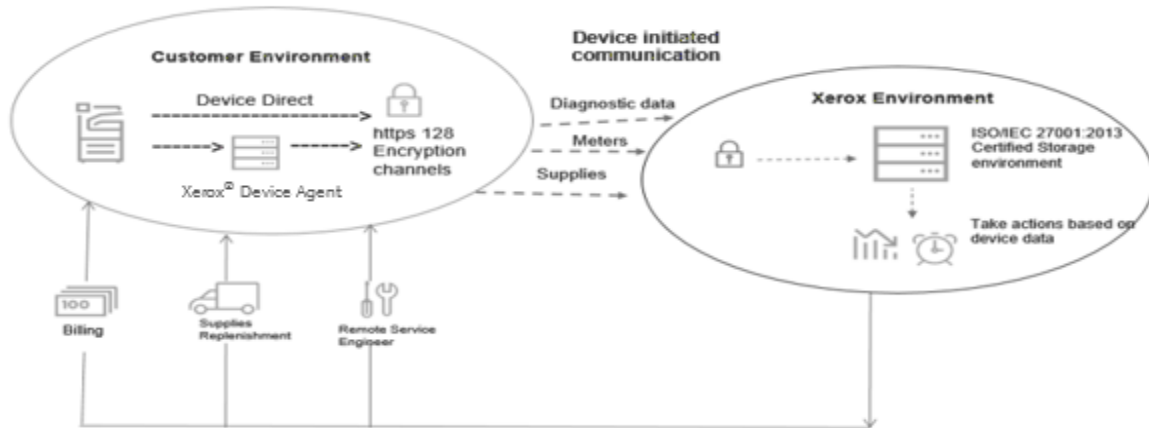 Customer Environment
Device Direct
https 128
Encryption
channels
Xerox® Device Agent
Device initiated
communication
Diagnostic data
Meters
Supplies
Xerox Environment
ISO/IEC 27001:2013
Certified Storage
environment
Take actions based on
device data
100
Billing
Supplies
Replenishment
Remote Service
Engineer